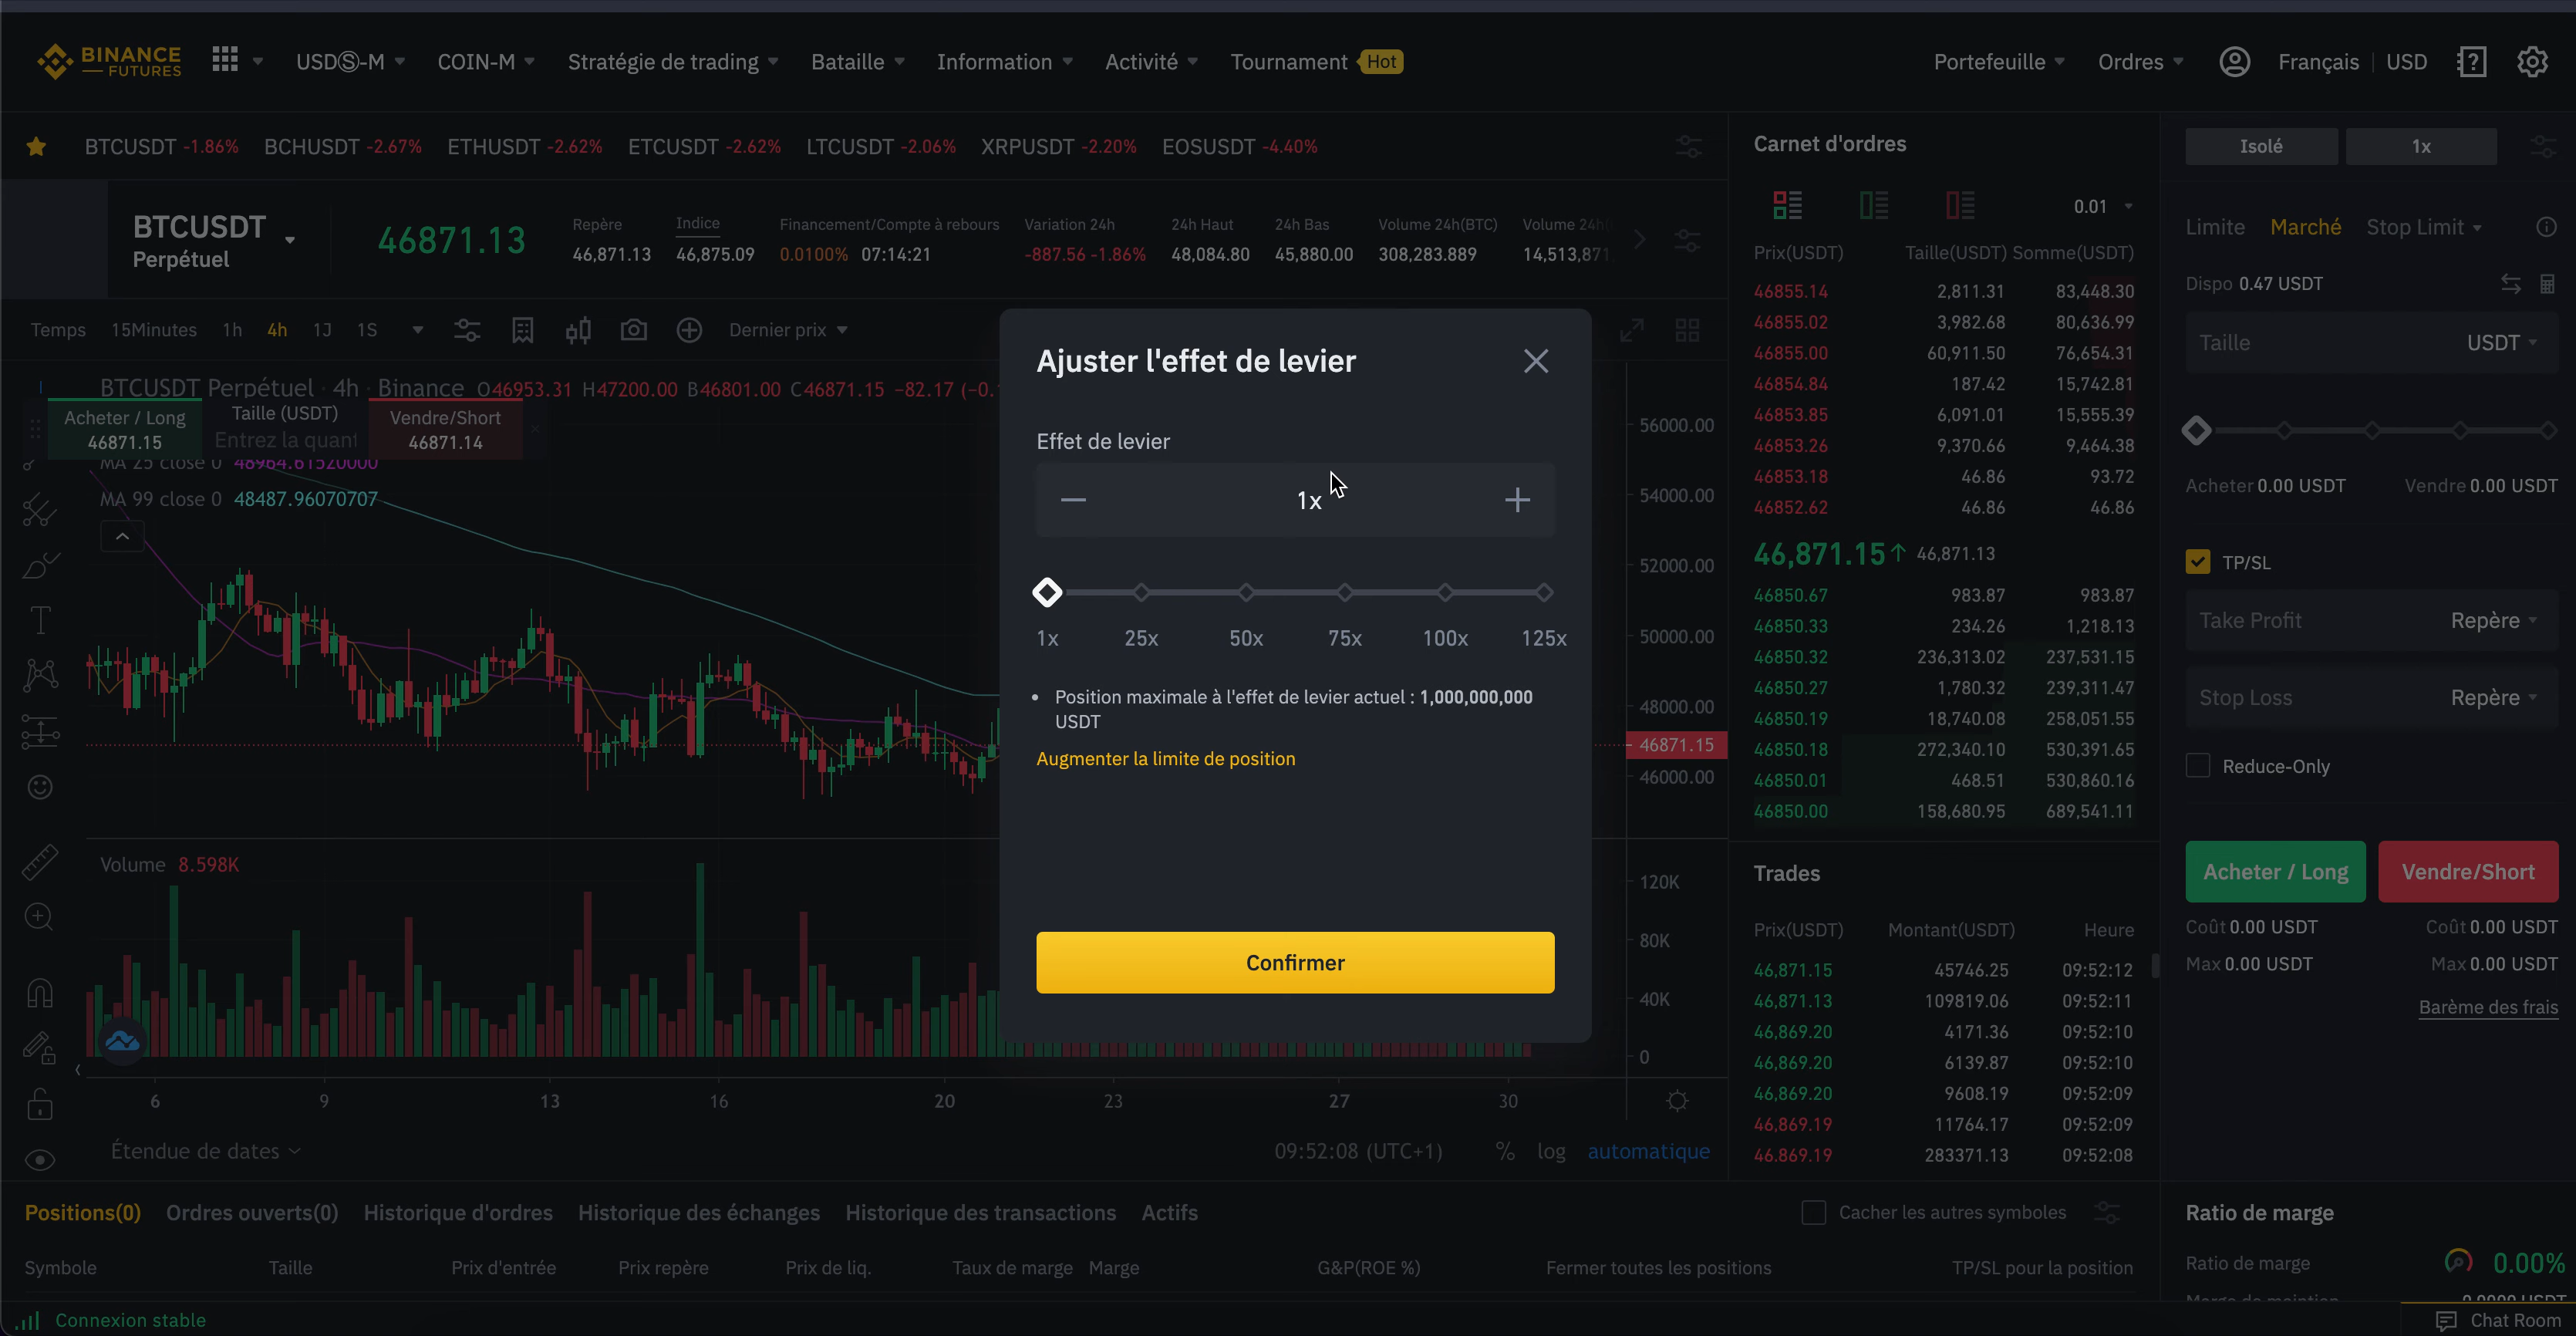 BINANCE
FUTURES
USDⓈ-M
COIN-M
Stratégie de trading
Bataille
Information
Activité
Tournament
Hot
Portefeuille
Ordres
Français
USD
BTCUSDT -1.86%
BCHUSDT -2.67%
ETHUSDT -2.62%
ETCUSDT -2.62%
LTCUSDT -2.06%
XRPUSDT -2.20%
EOSUSDT -4.40%
BTCUSDT
Perpétuel
46871.13
Repère
46,871.13
Indice
46,875.09
Financement/Compte à rebours
0.0100% 07:14:21
Variation 24h
-887.56 -1.86%
24h Haut
48,084.80
24h Bas
45,880.00
Volume 24h(BTC)
308,283.889
Volume 24h
14,513,871.
Temps
15Minutes
1h
4h
1J
1S
Dernier prix
BTCUSDT Perpétuel · 4h · Binance O46953.31 H47200.00 B46801.00 C46871.15 −82.17
Acheter / Long
46871.15
Taille (USDT)
Entrez la quant
Vendre/Short
46871.14
MA 25 close 0 48964.61520000
MA 99 close 0 48487.96070707
56000.00
54000.00
52000.00
50000.00
48000.00
46871.15
46000.00
Volume 8.598K
120K
80K
40K
0
6
9
13
16
20
23
27
30
Étendue de dates
09:52:08 (UTC+1)
%
log
automatique
Ajuster l'effet de levier
Effet de levier
1x
1x
25x
50x
75x
100x
125x
• Position maximale à l'effet de levier actuel : 1,000,000,000
USDT
Augmenter la limite de position
Confirmer
Carnet d'ordres
0.01
Prix(USDT) Taille(USDT) Somme(USDT)
46855.14 2,811.31 83,448.30
46855.02 3,982.68 80,636.99
46855.00 60,911.50 76,654.31
46854.84 187.42 15,742.81
46853.85 6,091.01 15,555.39
46853.26 9,370.66 9,464.38
46853.18 46.86 93.72
46852.62 46.86 46.86
46,871.15↑ 46,871.13
46850.67 983.87 983.87
46850.33 234.26 1,218.13
46850.32 236,313.02 237,531.15
46850.27 1,780.32 239,311.47
46850.19 18,740.08 258,051.55
46850.18 272,340.10 530,391.65
46850.01 468.51 530,860.16
46850.00 158,680.95 689,541.11
Trades
Prix(USDT) Montant(USDT) Heure
46,871.15 45746.25 09:52:12
46,871.13 109819.06 09:52:11
46,869.20 4171.36 09:52:10
46,869.20 6139.87 09:52:10
46,869.20 9608.19 09:52:09
46,869.19 11764.17 09:52:09
46.869.19 283371.13 09:52:08
Isolé
1x
Limite
Marché
Stop Limit
Dispo 0.47 USDT
Taille
USDT
Acheter 0.00 USDT
Vendre 0.00 USDT
TP/SL
Take Profit
Repère
Stop Loss
Repère
Reduce-Only
Acheter / Long
Vendre/Short
Coût 0.00 USDT
Coût 0.00 USDT
Max 0.00 USDT
Max 0.00 USDT
Barème des frais
Positions(0)
Ordres ouverts(0)
Historique d'ordres
Historique des échanges
Historique des transactions
Actifs
Cacher les autres symboles
Symbole
Taille
Prix d'entrée
Prix repère
Prix de liq.
Taux de marge
Marge
G&P(ROE %)
Fermer toutes les positions
TP/SL pour la position
Ratio de marge
Ratio de marge
0.00%
Connexion stable
Chat Room